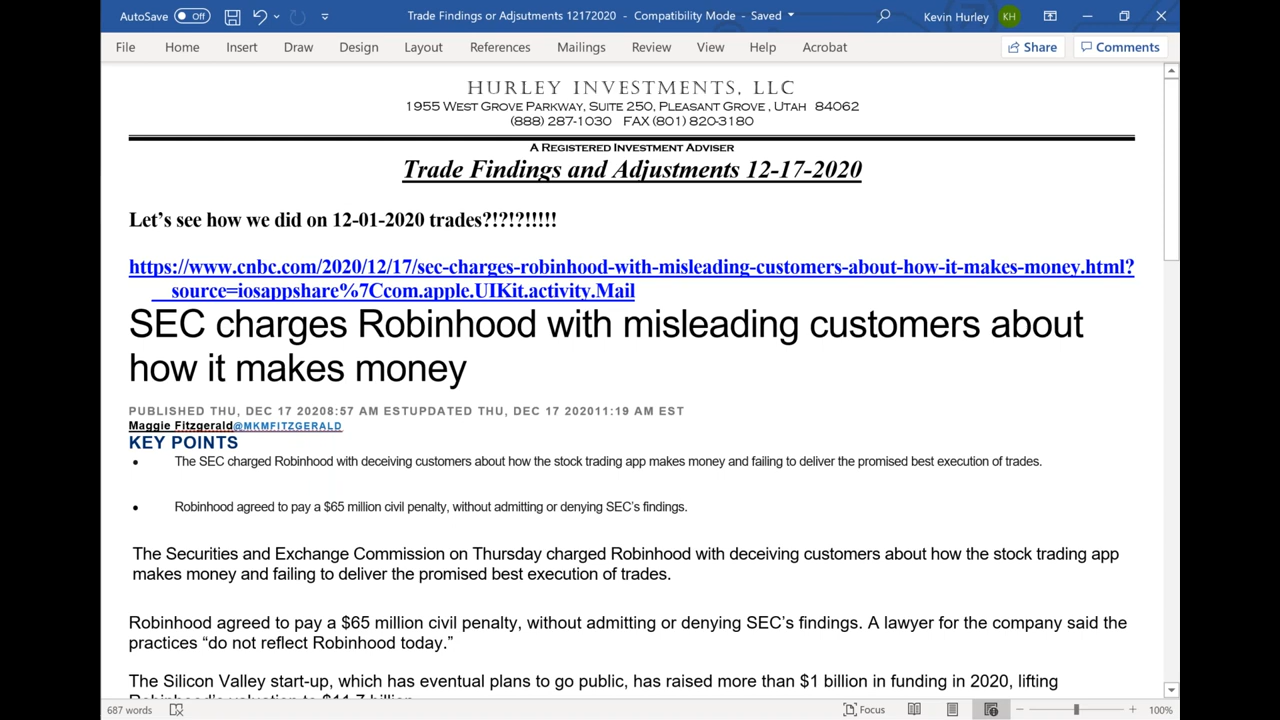 AutoSave Off Trade Findings or Adjsutments 12172020 - Compatibility Mode - Saved Kevin Hurley KH
File Home Insert Draw Design Layout References Mailings Review View Help Acrobat Share Comments
HURLEY INVESTMENTS, LLC
1955 WEST GROVE PARKWAY, SUITE 250, PLEASANT GROVE , UTAH 84062
(888) 287-1030 FAX (801) 820-3180
A REGISTERED INVESTMENT ADVISER
Trade Findings and Adjustments 12-17-2020
Let's see how we did on 12-01-2020 trades?!?!?!!!!!
https://www.cnbc.com/2020/12/17/sec-charges-robinhood-with-misleading-customers-about-how-it-makes-money.html?
source=iosappshare%7Ccom.apple.UIKit.activity.Mail
SEC charges Robinhood with misleading customers about
how it makes money
PUBLISHED THU, DEC 17 20208:57 AM ESTUPDATED THU, DEC 17 202011:19 AM EST
Maggie Fitzgerald@MKMFITZGERALD
KEY POINTS
• The SEC charged Robinhood with deceiving customers about how the stock trading app makes money and failing to deliver the promised best execution of trades.
• Robinhood agreed to pay a $65 million civil penalty, without admitting or denying SEC's findings.
The Securities and Exchange Commission on Thursday charged Robinhood with deceiving customers about how the stock trading app
makes money and failing to deliver the promised best execution of trades.
Robinhood agreed to pay a $65 million civil penalty, without admitting or denying SEC's findings. A lawyer for the company said the
practices “do not reflect Robinhood today.”
The Silicon Valley start-up, which has eventual plans to go public, has raised more than $1 billion in funding in 2020, lifting
Robinhood's valuation to $11.7 billion.
687 words Focus 100%